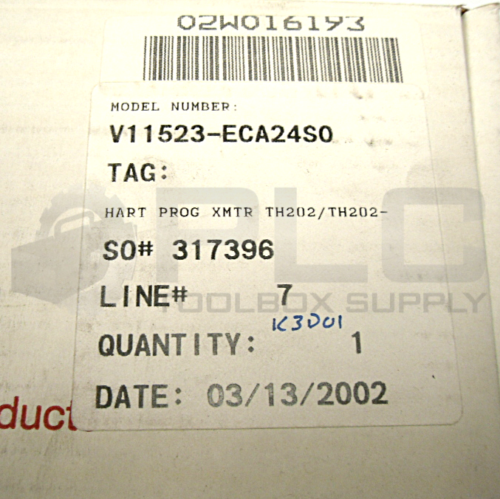 02W016193
MODEL NUMBER:
V11523-ECA24SO
TAG:
HART PROG XMTR TH202/TH202-
SO# 317396
PLC
LINE# 7
TOOLBOX SUPPLY
K3D01
QUANTITY: 1
DATE: 03/13/2002
duct